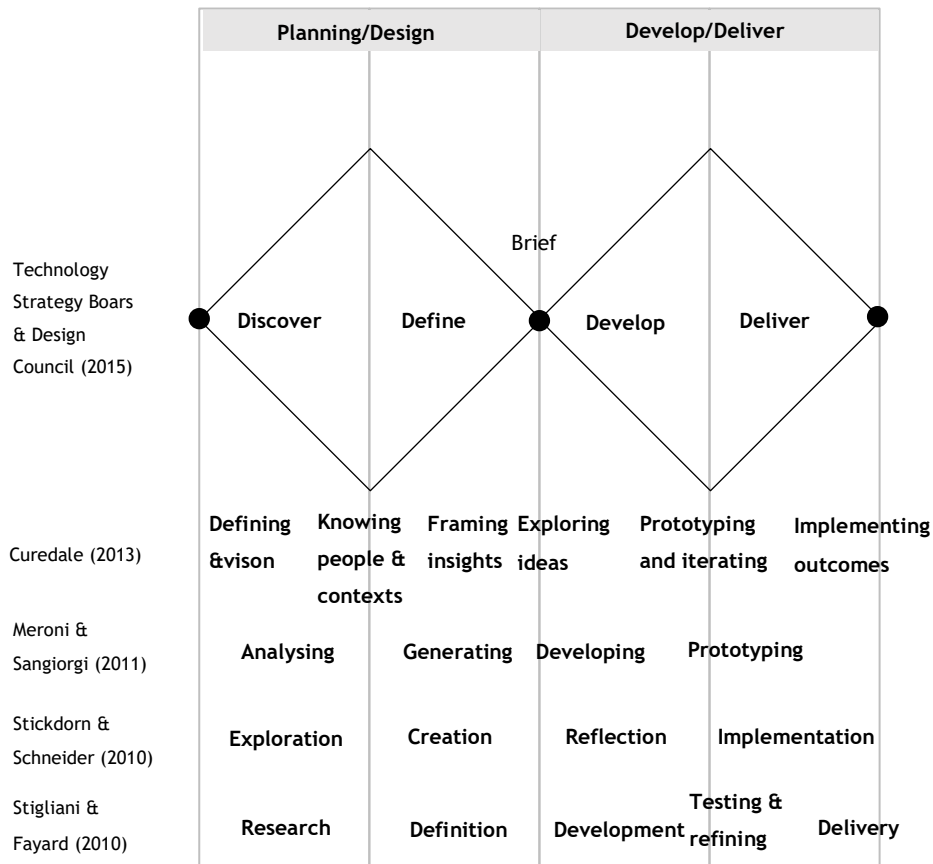 Planning/Design
Develop/Deliver
Brief
Technology
Strategy Boars
& Design
Council (2015)
Discover
Define
Develop
Deliver
Curedale (2013)
Defining
&vison
Knowing
people &
contexts
Framing
insights
Exploring
ideas
Prototyping
and iterating
Implementing
outcomes
Meroni &
Sangiorgi (2011)
Analysing
Generating
Developing
Prototyping
Stickdorn &
Schneider (2010)
Exploration
Creation
Reflection
Implementation
Stigliani &
Fayard (2010)
Research
Definition
Development
Testing &
refining
Delivery